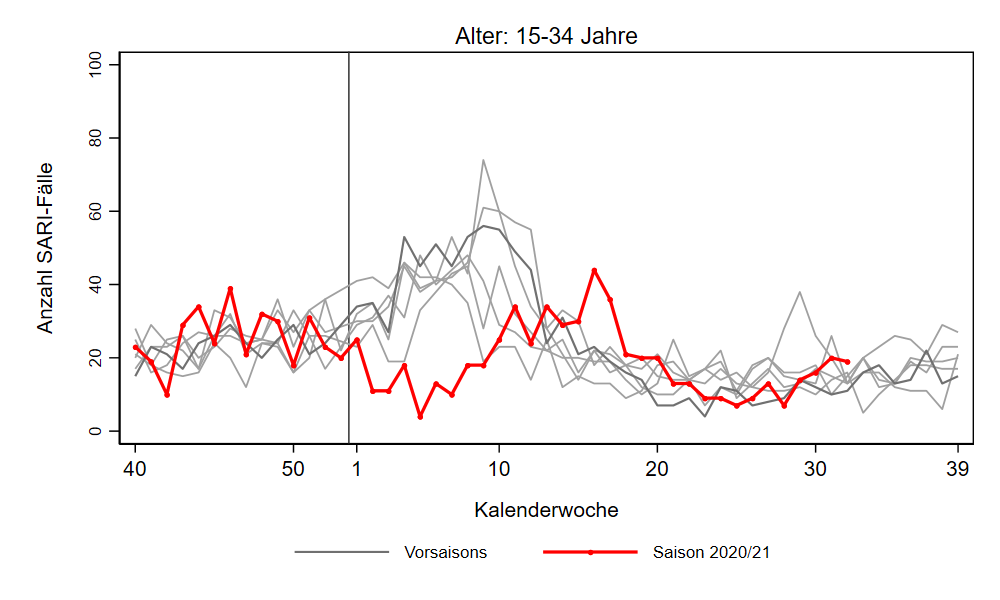 Alter: 15-34 Jahre
Anzahl SARI-Fälle
100
80
60
40
20
0
40 50 1 10 20 30 39
Kalenderwoche
Vorsaisons Saison 2020/21